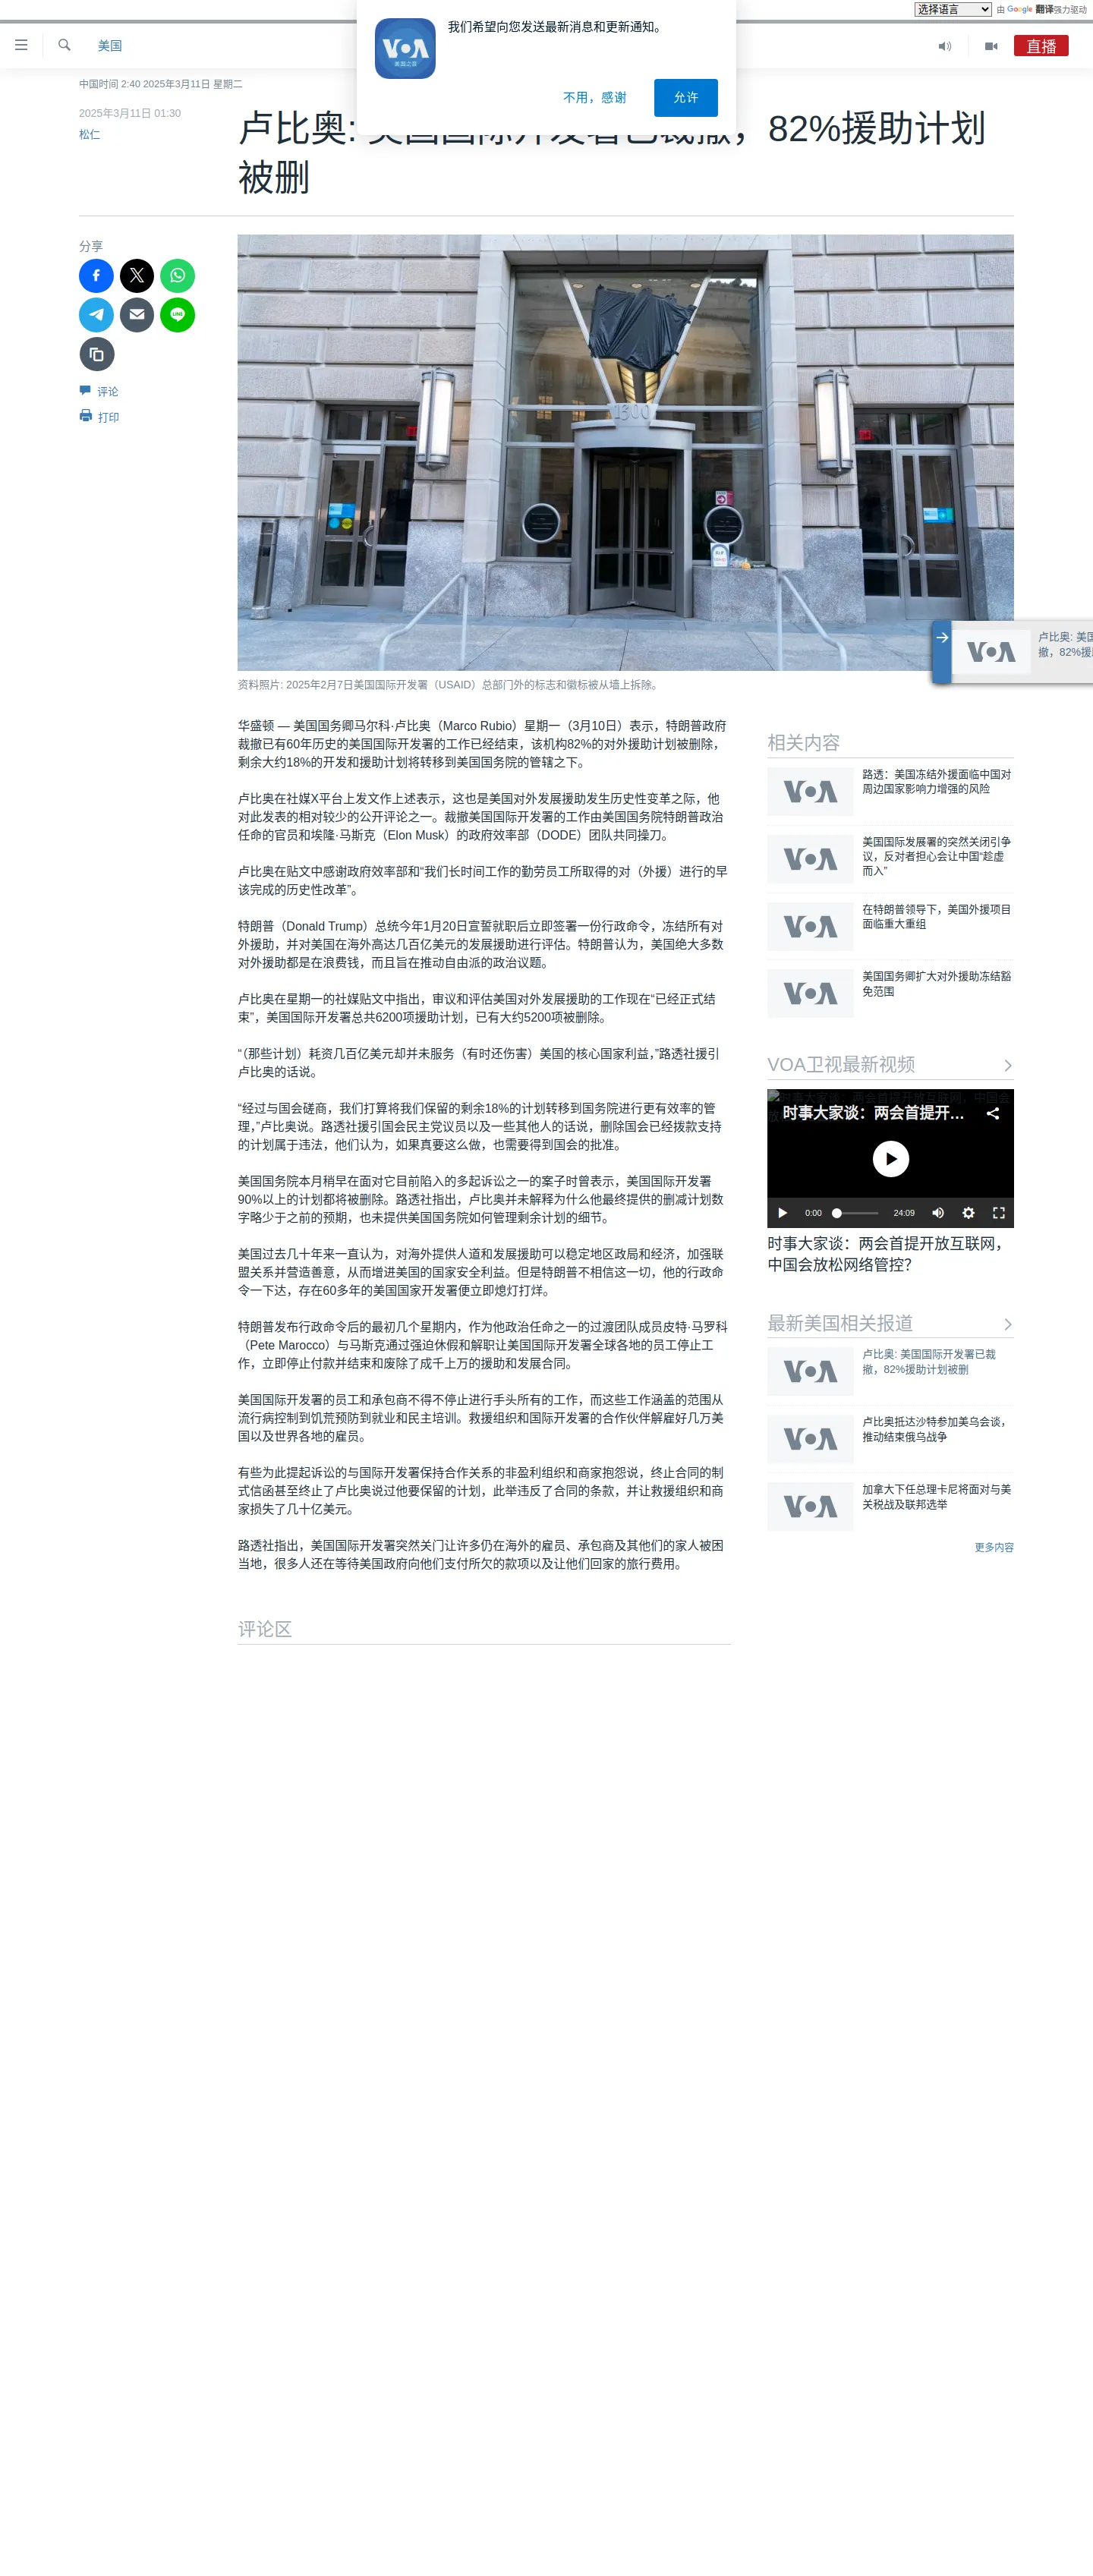 选择语言
由 Google 翻译强力驱动
美国
直播
VOA
美国之音
我们希望向您发送最新消息和更新通知。
不用，感谢
允许
中国时间 2:40 2025年3月11日 星期二
2025年3月11日 01:30
松仁
卢比奥: 美国国际开发署已裁撤，82%援助计划
被删
分享
LINE
评论
打印
1300
卢比奥: 美国
撤，82%援助
资料照片: 2025年2月7日美国国际开发署（USAID）总部门外的标志和徽标被从墙上拆除。
华盛顿 — 美国国务卿马尔科·卢比奥（Marco Rubio）星期一（3月10日）表示，特朗普政府
裁撤已有60年历史的美国国际开发署的工作已经结束，该机构82%的对外援助计划被删除，
剩余大约18%的开发和援助计划将转移到美国国务院的管辖之下。
卢比奥在社媒X平台上发文作上述表示，这也是美国对外发展援助发生历史性变革之际，他
对此发表的相对较少的公开评论之一。裁撤美国国际开发署的工作由美国国务院特朗普政治
任命的官员和埃隆·马斯克（Elon Musk）的政府效率部（DODE）团队共同操刀。
卢比奥在贴文中感谢政府效率部和“我们长时间工作的勤劳员工所取得的对（外援）进行的早
该完成的历史性改革”。
特朗普（Donald Trump）总统今年1月20日宣誓就职后立即签署一份行政命令，冻结所有对
外援助，并对美国在海外高达几百亿美元的发展援助进行评估。特朗普认为，美国绝大多数
对外援助都是在浪费钱，而且旨在推动自由派的政治议题。
卢比奥在星期一的社媒贴文中指出，审议和评估美国对外发展援助的工作现在“已经正式结
束”，美国国际开发署总共6200项援助计划，已有大约5200项被删除。
“（那些计划）耗资几百亿美元却并未服务（有时还伤害）美国的核心国家利益，”路透社援引
卢比奥的话说。
“经过与国会磋商，我们打算将我们保留的剩余18%的计划转移到国务院进行更有效率的管
理，”卢比奥说。路透社援引国会民主党议员以及一些其他人的话说，删除国会已经拨款支持
的计划属于违法，他们认为，如果真要这么做，也需要得到国会的批准。
美国国务院本月稍早在面对它目前陷入的多起诉讼之一的案子时曾表示，美国国际开发署
90%以上的计划都将被删除。路透社指出，卢比奥并未解释为什么他最终提供的删减计划数
字略少于之前的预期，也未提供美国国务院如何管理剩余计划的细节。
美国过去几十年来一直认为，对海外提供人道和发展援助可以稳定地区政局和经济，加强联
盟关系并营造善意，从而增进美国的国家安全利益。但是特朗普不相信这一切，他的行政命
令一下达，存在60多年的美国国家开发署便立即熄灯打烊。
特朗普发布行政命令后的最初几个星期内，作为他政治任命之一的过渡团队成员皮特·马罗科
（Pete Marocco）与马斯克通过强迫休假和解职让美国国际开发署全球各地的员工停止工
作，立即停止付款并结束和废除了成千上万的援助和发展合同。
美国国际开发署的员工和承包商不得不停止进行手头所有的工作，而这些工作涵盖的范围从
流行病控制到饥荒预防到就业和民主培训。救援组织和国际开发署的合作伙伴解雇好几万美
国以及世界各地的雇员。
有些为此提起诉讼的与国际开发署保持合作关系的非盈利组织和商家抱怨说，终止合同的制
式信函甚至终止了卢比奥说过他要保留的计划，此举违反了合同的条款，并让救援组织和商
家损失了几十亿美元。
路透社指出，美国国际开发署突然关门让许多仍在海外的雇员、承包商及其他们的家人被困
当地，很多人还在等待美国政府向他们支付所欠的款项以及让他们回家的旅行费用。
评论区
相关内容
路透：美国冻结外援面临中国对
周边国家影响力增强的风险
美国国际发展署的突然关闭引争
议，反对者担心会让中国“趁虚
而入”
在特朗普领导下，美国外援项目
面临重大重组
美国国务卿扩大对外援助冻结豁
免范围
VOA卫视最新视频
时事大家谈：两会首提开...
0:00
24:09
时事大家谈：两会首提开放互联网，
中国会放松网络管控？
最新美国相关报道
卢比奥: 美国国际开发署已裁
撤，82%援助计划被删
卢比奥抵达沙特参加美乌会谈，
推动结束俄乌战争
加拿大下任总理卡尼将面对与美
关税战及联邦选举
更多内容